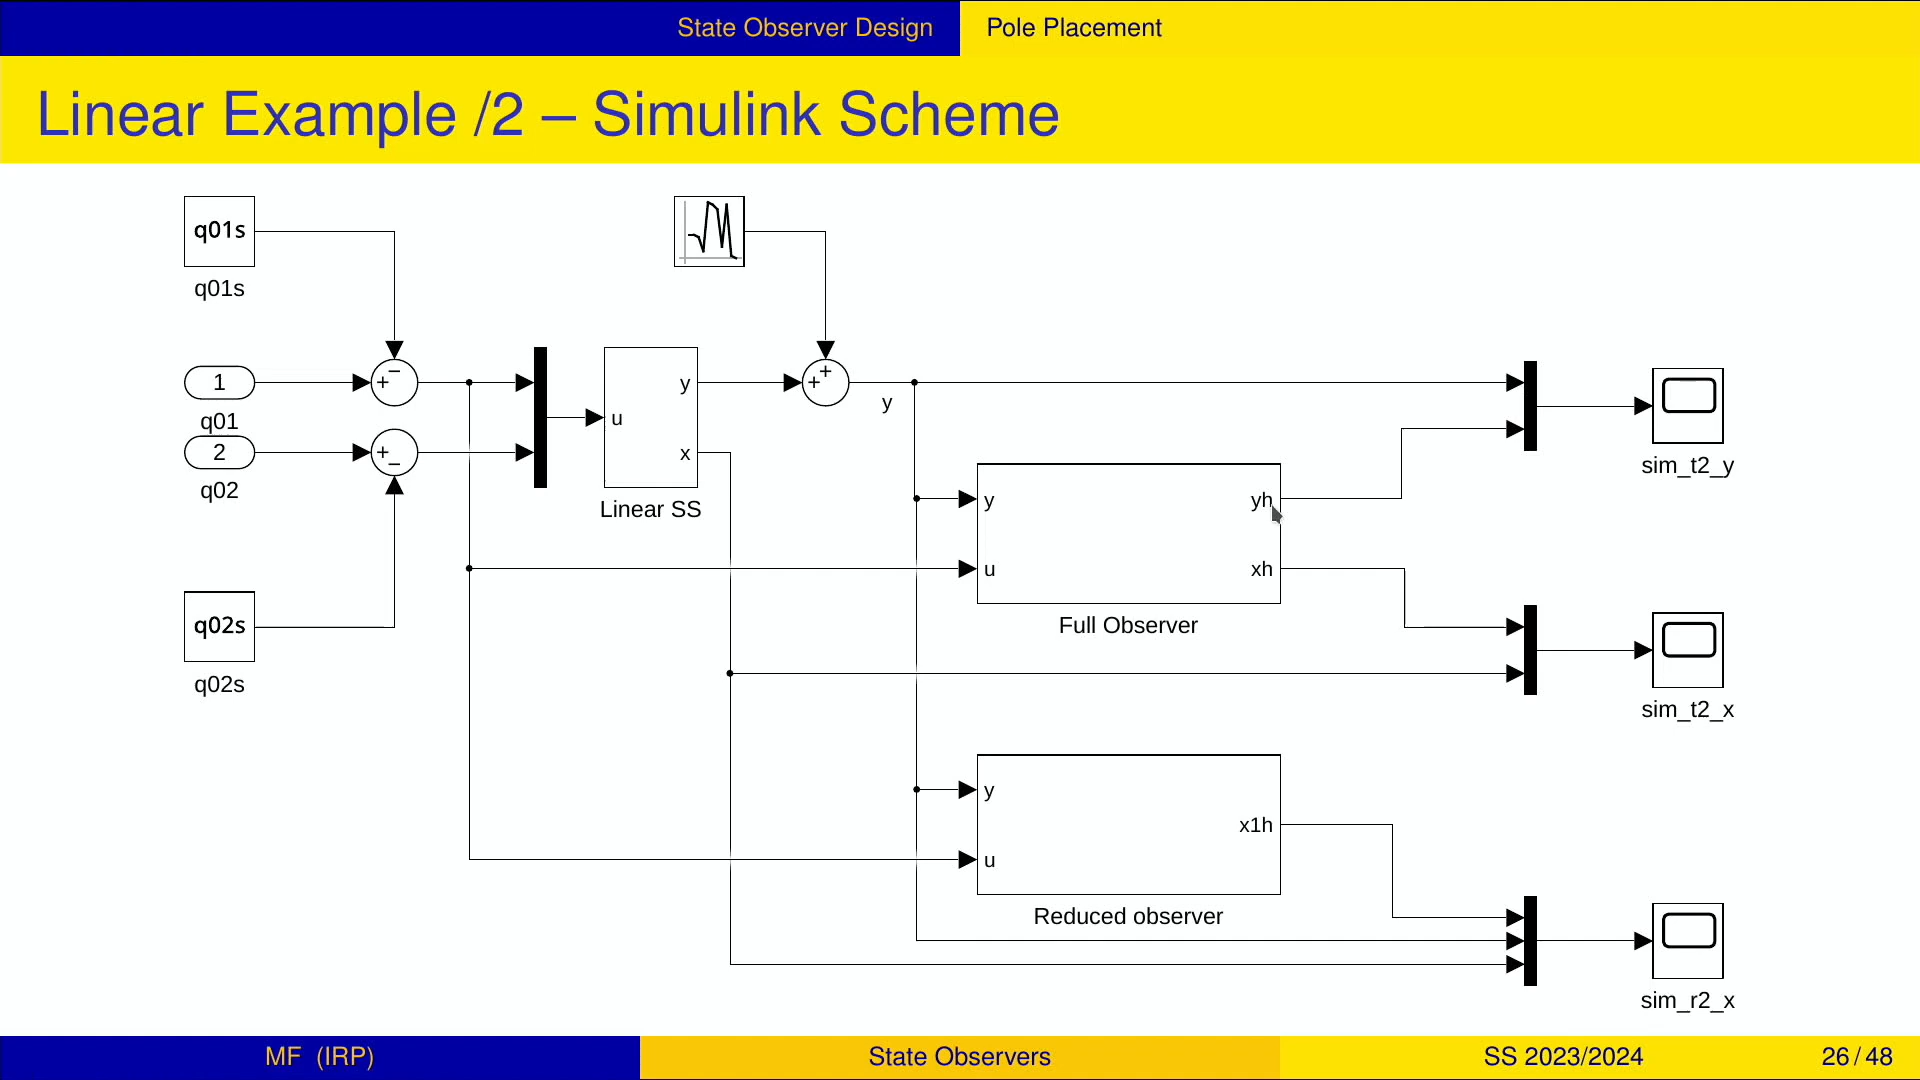 State Observer Design
Pole Placement
Linear Example /2 – Simulink Scheme
q01s
q01s
1
q01
2
q02
q02s
q02s
+
−
+
−
u
y
x
Linear SS
+
+
y
y
u
yh
xh
Full Observer
y
u
x1h
Reduced observer
sim_t2_y
sim_t2_x
sim_r2_x
MF (IRP)
State Observers
SS 2023/2024
26 / 48